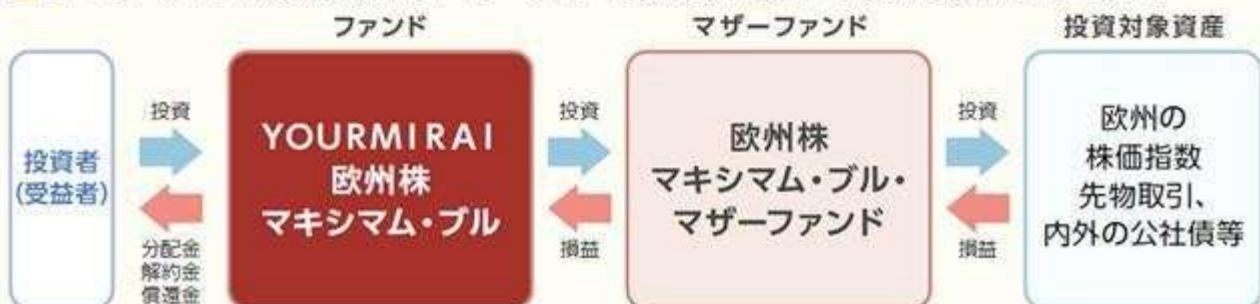 ファンド
マザーファンド
投資対象資産
投資者
(受益者)
投資
分配金
解約金
償還金
YOURMIRAI
欧州株
マキシマム・ブル
投資
損益
欧州株
マキシマム・ブル・
マザーファンド
投資
損益
欧州の
株価指数
先物取引、
内外の公社債等